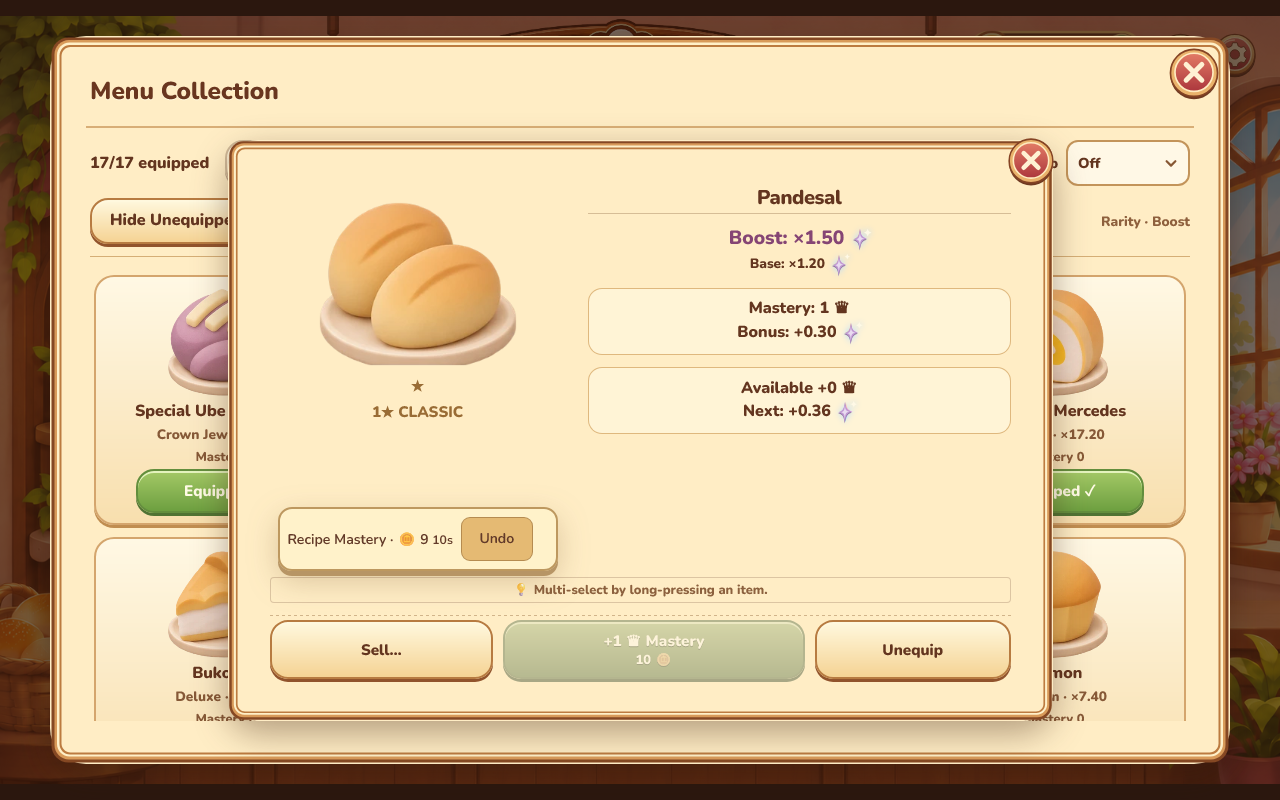 Menu Collection
17/17 equipped
Off
Hide Unequippe
Rarity · Boost
Pandesal
Boost: ×1.50
Base: ×1.20
Mastery: 1 ♛
Bonus: +0.30
Available +0 ♛
Next: +0.36
★
1★ CLASSIC
Special Ube
Crown Jew
Mast
Equipp
Mercedes
· ×17.20
ery 0
ped ✓
Recipe Mastery · 9 10s
Undo
Multi-select by long-pressing an item.
Sell...
+1 ♛ Mastery
10
Unequip
Buko
Deluxe ·
Mastery
mon
n · ×7.40
astery 0